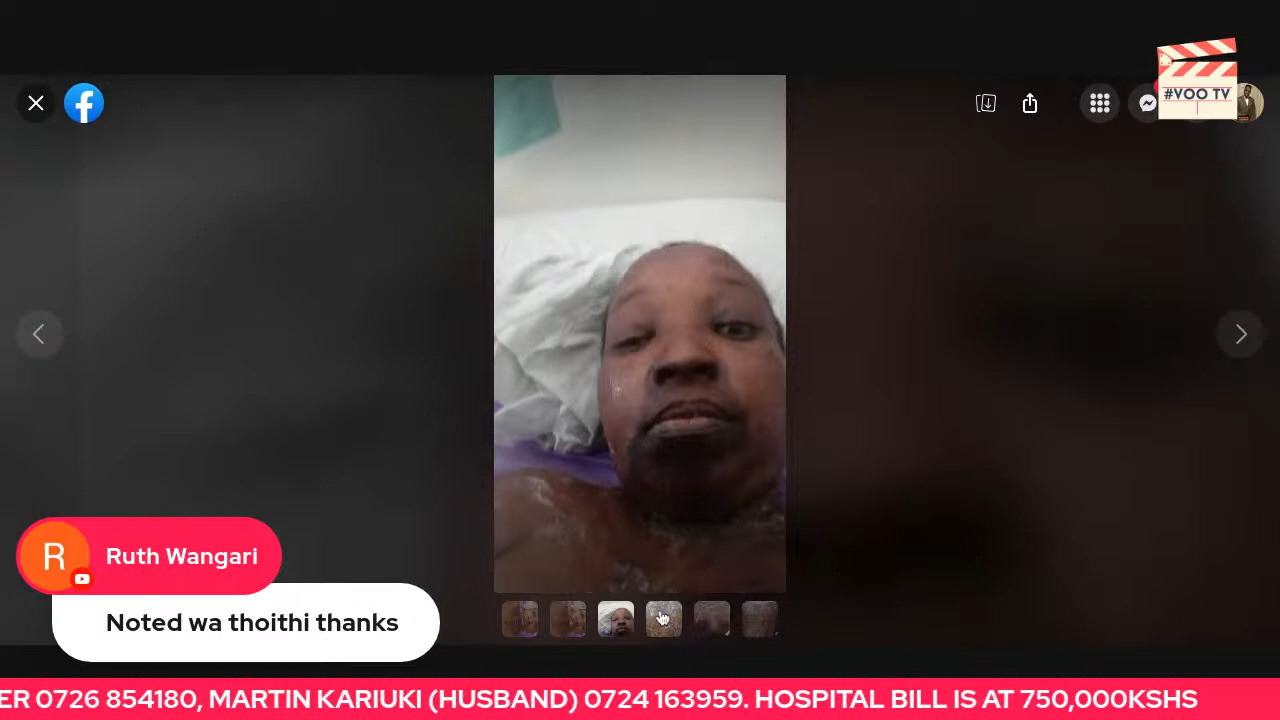 #VOO TV
R
Ruth Wangari
Noted wa thoithi thanks
ER 0726 854180, MARTIN KARIUKI (HUSBAND) 0724 163959. HOSPITAL BILL IS AT 750,000KSHS